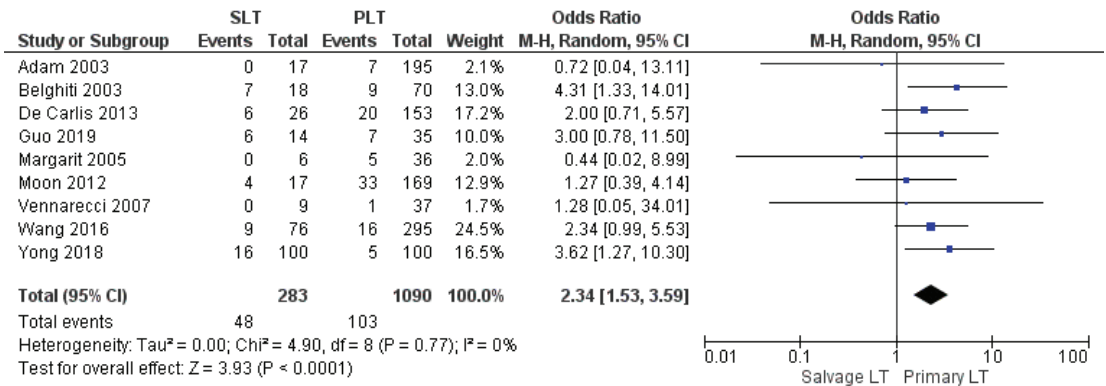 SLT PLT Odds Ratio Odds Ratio
Study or Subgroup Events Total Events Total Weight M-H, Random, 95% CI M-H, Random, 95% CI
Adam 2003 0 17 7 195 2.1% 0.72 [0.04, 13.11]
Belghiti 2003 7 18 9 70 13.0% 4.31 [1.33, 14.01]
De Carlis 2013 6 26 20 153 17.2% 2.00 [0.71, 5.57]
Guo 2019 6 14 7 35 10.0% 3.00 [0.78, 11.50]
Margarit 2005 0 6 5 36 2.0% 0.44 [0.02, 8.99]
Moon 2012 4 17 33 169 12.9% 1.27 [0.39, 4.14]
Vennarecci 2007 0 9 1 37 1.7% 1.28 [0.05, 34.01]
Wang 2016 9 76 16 295 24.5% 2.34 [0.99, 5.53]
Yong 2018 16 100 5 100 16.5% 3.62 [1.27, 10.30]
Total (95% CI) 283 1090 100.0% 2.34 [1.53, 3.59]
Total events 48 103
Heterogeneity: Tau² = 0.00; Chi² = 4.90, df = 8 (P = 0.77); I² = 0%
Test for overall effect: Z = 3.93 (P < 0.0001)
0.01 0.1 1 10 100
Salvage LT Primary LT